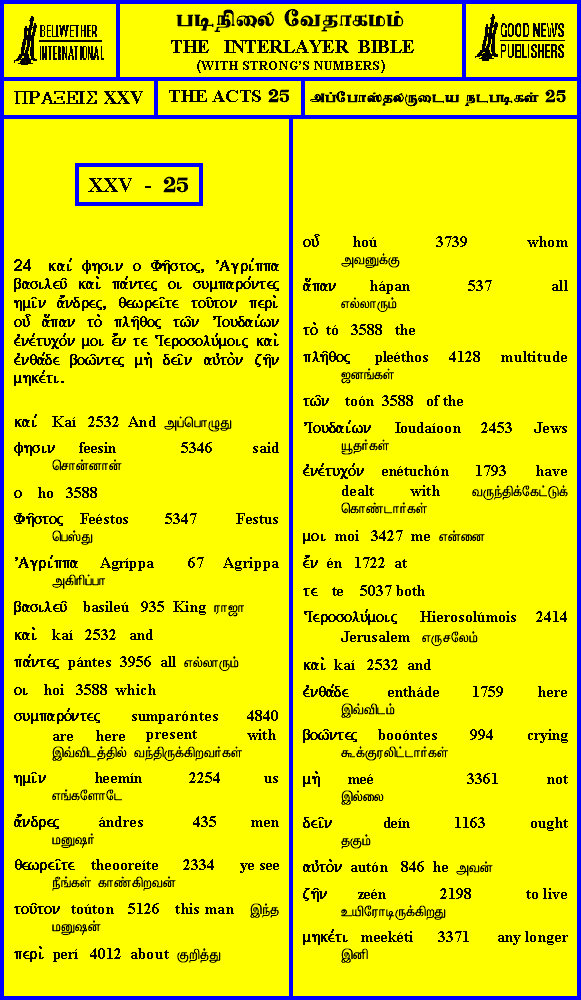 BELLWETHER
INTERNATIONAL
படிநிலை வேதாகமம்
THE INTERLAYER BIBLE
(WITH STRONG'S NUMBERS)
GOOD NEWS
PUBLISHERS
ΠΡΑΞΕΙΣ XXV
THE ACTS 25
அப்போஸ்தலருடைய நடபடிகள் 25
XXV - 25
24 καί φησιν ο Φῆστος, Ἀγρίππα
βασιλεῦ καὶ πάντες οι συμπαρόντες
ημῖν ἄνδρες, θεωρεῖτε τοῦτον περὶ
οὗ ἅπαν τὸ πλῆθος τῶν Ἰουδαίων
ἐνέτυχόν μοι ἔν τε Ἱεροσολύμοις καὶ
ἐνθάδε βοῶντες μὴ δεῖν αὐτὸν ζῆν
μηκέτι.
καί Kaí 2532 And அப்பொழுது
φησιν feesin 5346 said
சொன்னான்
ο ho 3588
Φῆστος Feéstos 5347 Festus
பெஸ்து
Ἀγρίππα Agríppa 67 Agrippa
அகிரிப்பா
βασιλεῦ basileú 935 King ராஜா
καὶ kaí 2532 and
πάντες pántes 3956 all எல்லாரும்
οι hoi 3588 which
συμπαρόντες sumparóntes 4840
are here present with
இவ்விடத்தில் வந்திருக்கிறவர்கள்
ημῖν heemín 2254 us
எங்களோடே
ἄνδρες ándres 435 men
மனுஷர்
θεωρεῖτε theooreíte 2334 ye see
நீங்கள் காண்கிறவன்
τοῦτον toúton 5126 this man இந்த
மனுஷன்
περὶ perí 4012 about குறித்து
οὗ hoú 3739 whom
அவனுக்கு
ἅπαν hápan 537 all
எல்லாரும்
τὸ tó 3588 the
πλῆθος pleéthos 4128 multitude
ஜனங்கள்
τῶν toón 3588 of the
Ἰουδαίων Ioudaíoon 2453 Jews
யூதர்கள்
ἐνέτυχόν enétuchón 1793 have
dealt with வருந்திக்கேட்டுக்
கொண்டார்கள்
μοι moi 3427 me என்னை
ἔν én 1722 at
τε te 5037 both
Ἱεροσολύμοις Hierosolúmois 2414
Jerusalem எருசலேம்
καὶ kaí 2532 and
ἐνθάδε entháde 1759 here
இவ்விடம்
βοῶντες booóntes 994 crying
கூக்குரலிட்டார்கள்
μὴ meé 3361 not
இல்லை
δεῖν deín 1163 ought
தகும்
αὐτὸν autón 846 he அவன்
ζῆν zeén 2198 to live
உயிரோடிருக்கிறது
μηκέτι meekéti 3371 any longer
இனி